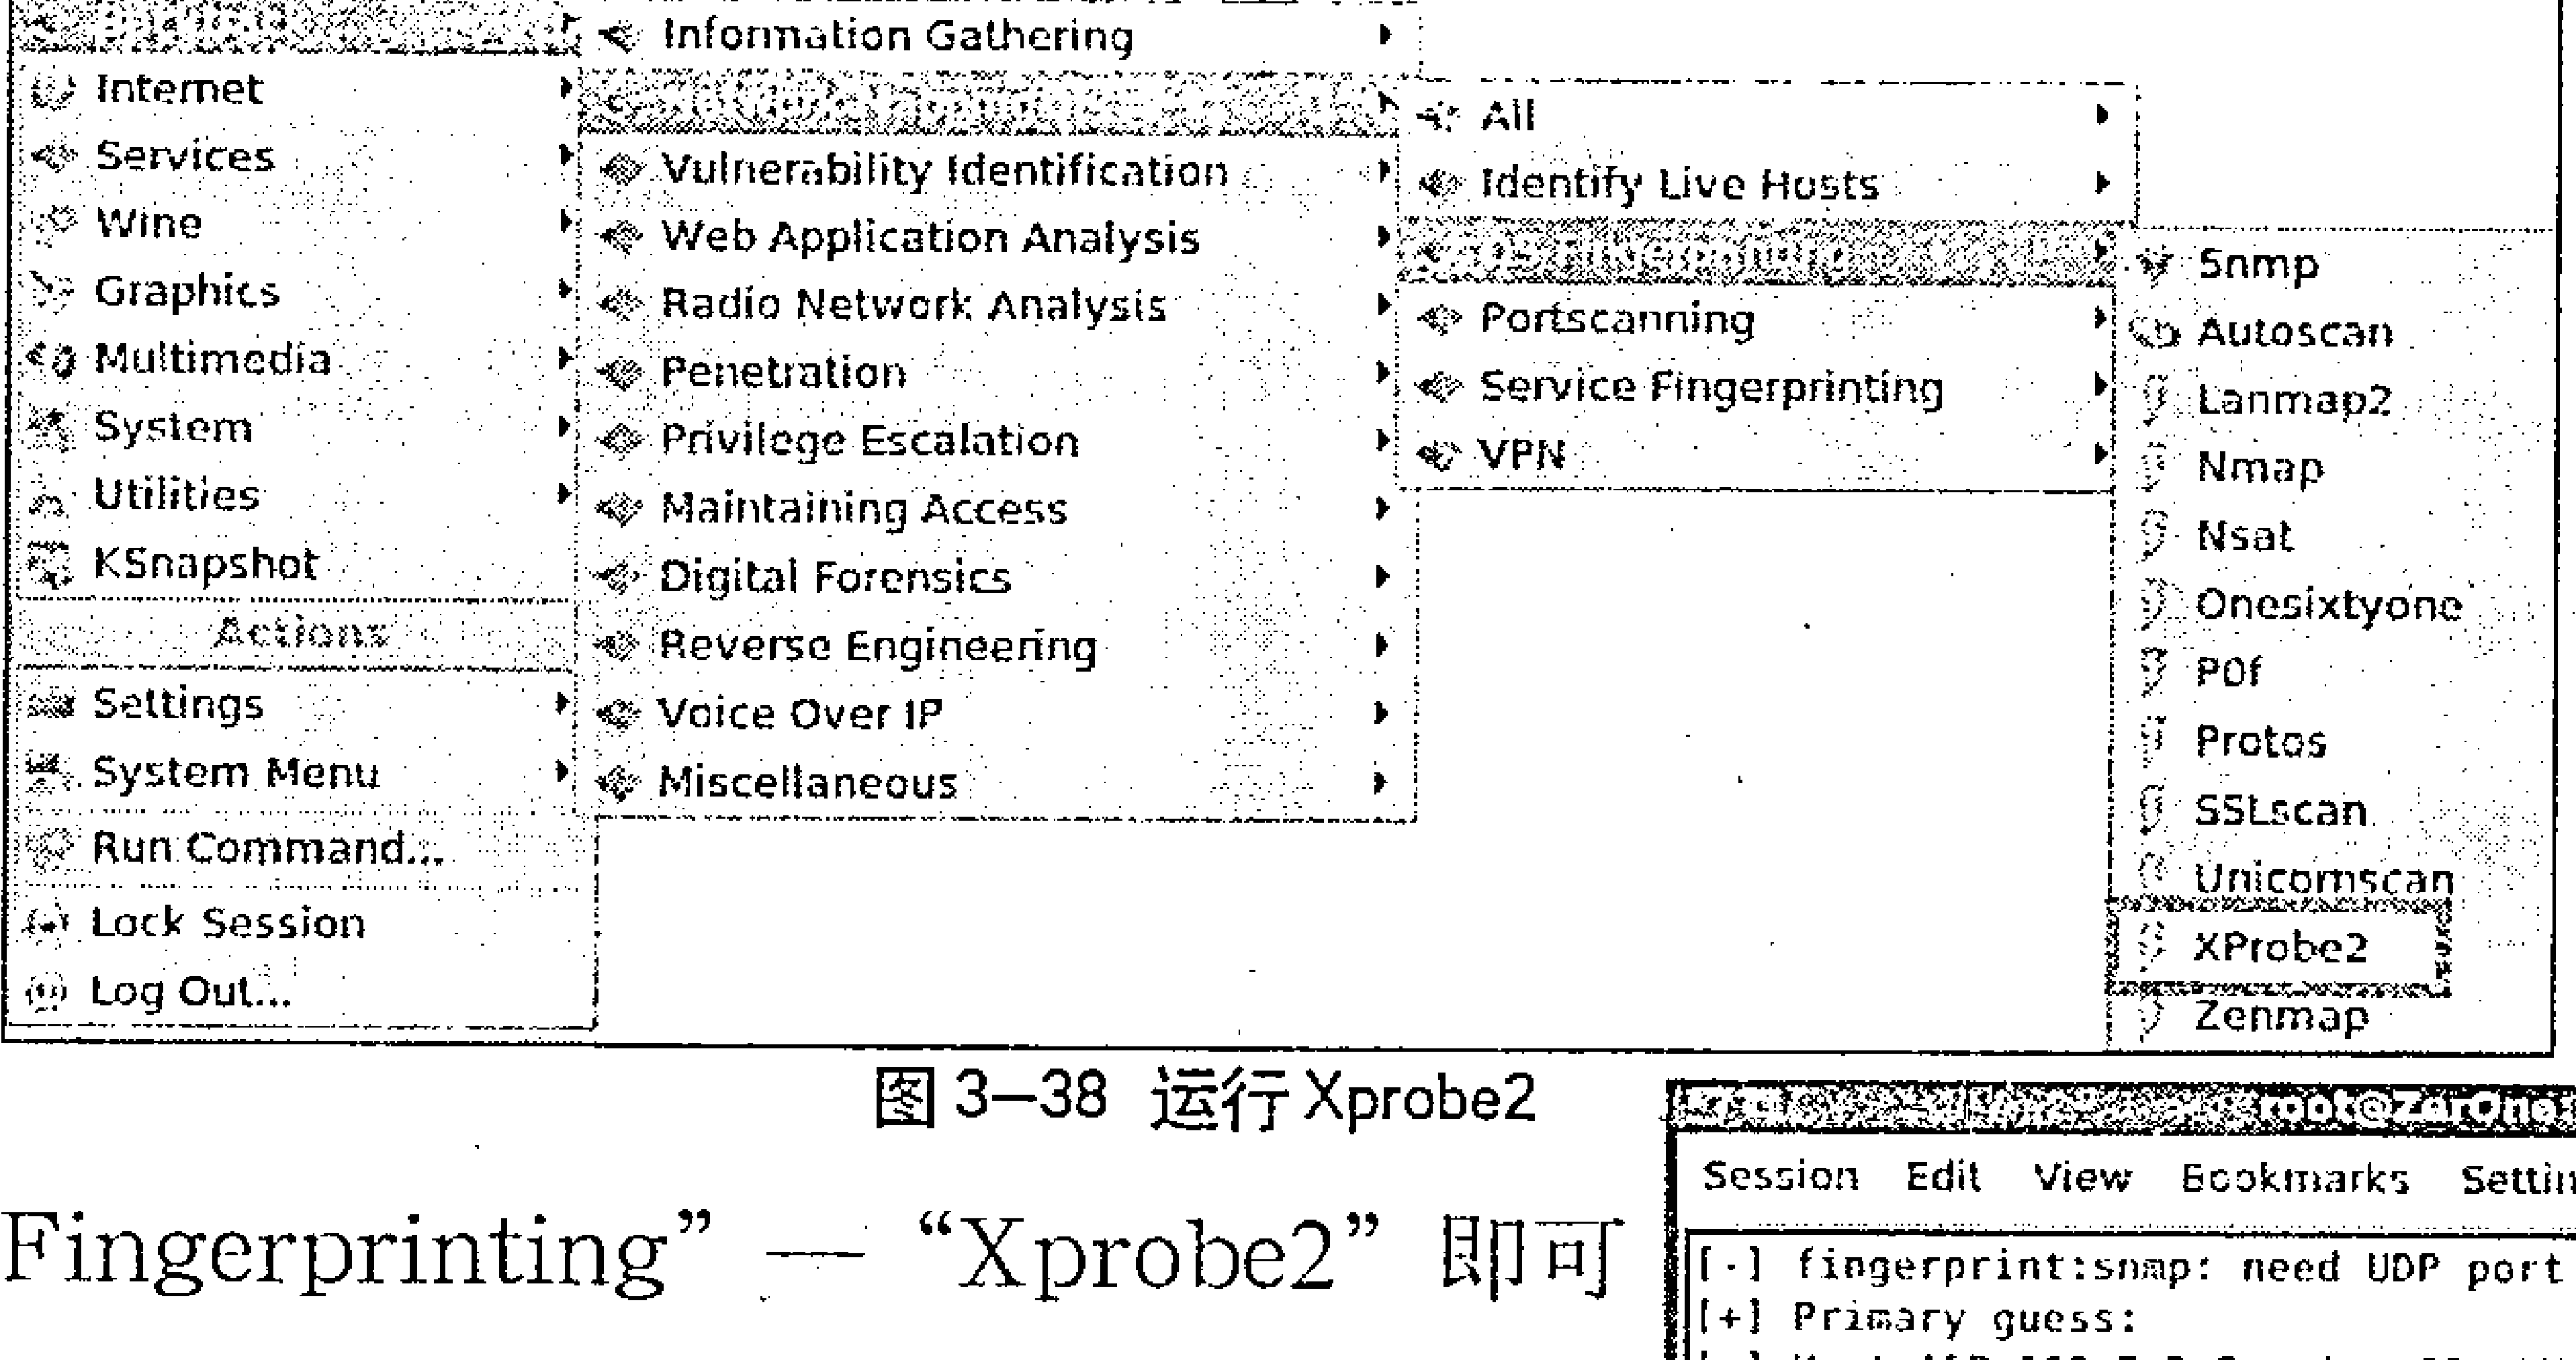 Information Gathering
Internet
Services
Wine
Graphics
Multimedia
System
Utilities
KSnapshot
Actions
Settings
System Menu
Run Command...
Lock Session
Log Out...
Vulnerability Identification
Web Application Analysis
Radio Network Analysis
Penetration
Privilege Escalation
Maintaining Access
Digital Forensics
Reverse Engineering
Voice Over IP
Miscellaneous
All
Identify Live Hosts
OS Fingerprinting
Portscanning
Service Fingerprinting
VPN
Snmp
Autoscan
Lanmap2
Nmap
Nsat
Onesixtyone
P0f
Protos
SSLscan
Unicornscan
XProbe2
Zenmap
图 3—38 运行 Xprobe2
Fingerprinting” — “Xprobe2” 即可
root@ZerOne
Session Edit View Bookmarks
[-] fingerprint:snmp: need UDP port
[+] Primary guess: